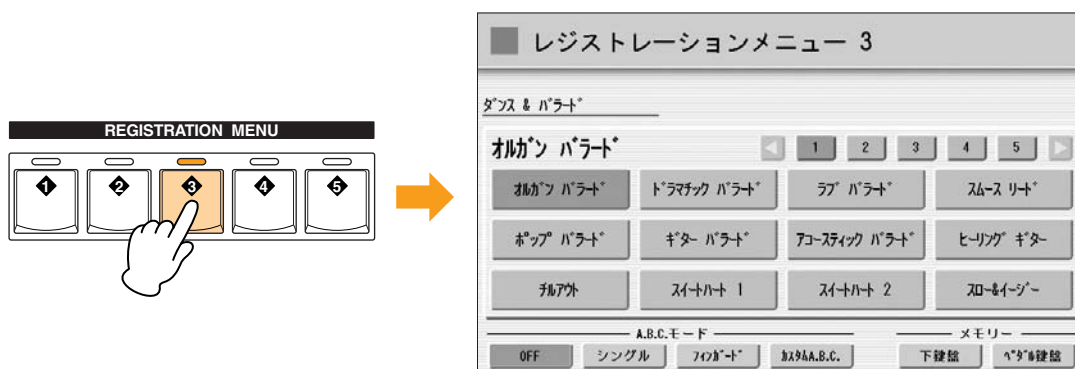 REGISTRATION MENU
1 2 3 4 5
レジストレーションメニュー 3
ダンス & バラード
オルガン バラード 1 2 3 4 5
オルガン バラード ドラマチック バラード ラブ バラード スムース リード
ポップ バラード ギター バラード アコースティック バラード ヒーリング ギター
チルアウト スイートハート 1 スイートハート 2 スロー&イージー
A.B.C.モード メモリー
OFF シングル フィンガード カスタムA.B.C. 下鍵盤 ペダル鍵盤